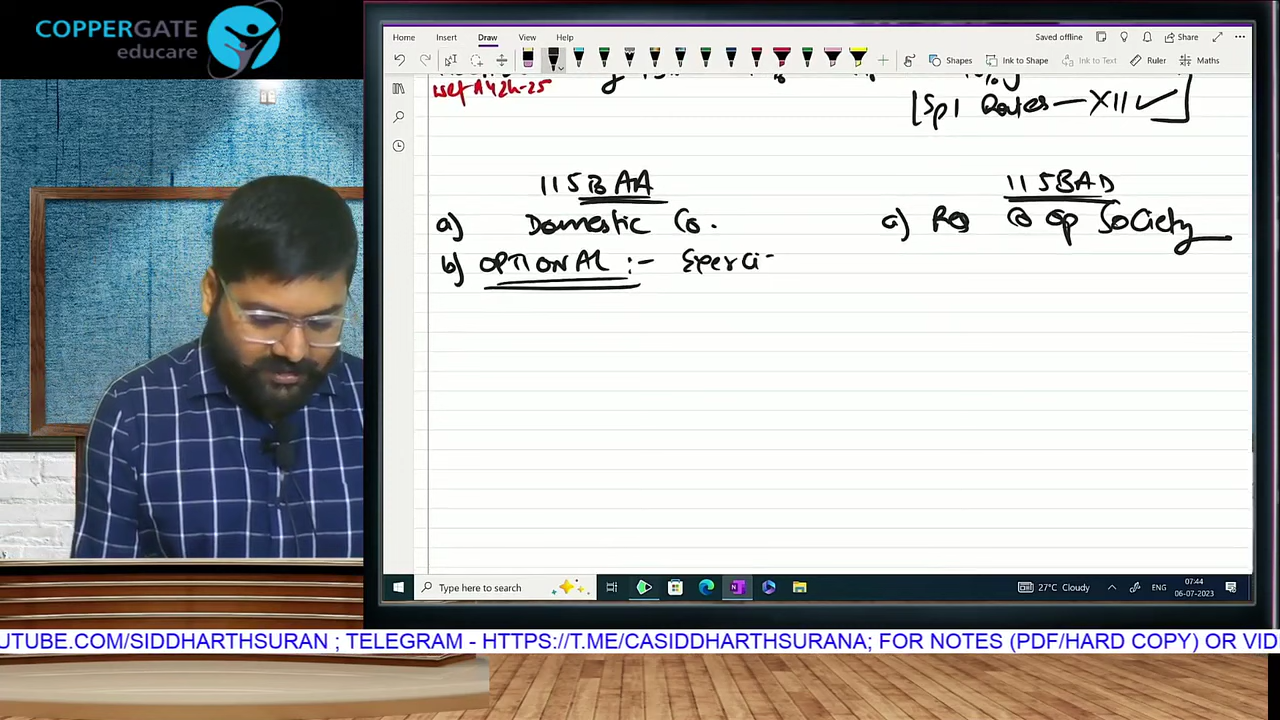 COPPERGATE
educare
Home Insert Draw View Help
Saved offline
Share
Shapes Ink to Shape Ink to Text Ruler Maths
wef AY 24-25
[Spl Rates — XII ✓]
115BAA
115BAD
a) Domestic Co.
a) Res Co op Society
b) OPTIONAL :- Exerci
Type here to search
27°C Cloudy
ENG
07:44
06-07-2023
UTUBE.COM/SIDDHARTHSURAN ; TELEGRAM - HTTPS://T.ME/CASIDDHARTHSURANA; FOR NOTES (PDF/HARD COPY) OR VID